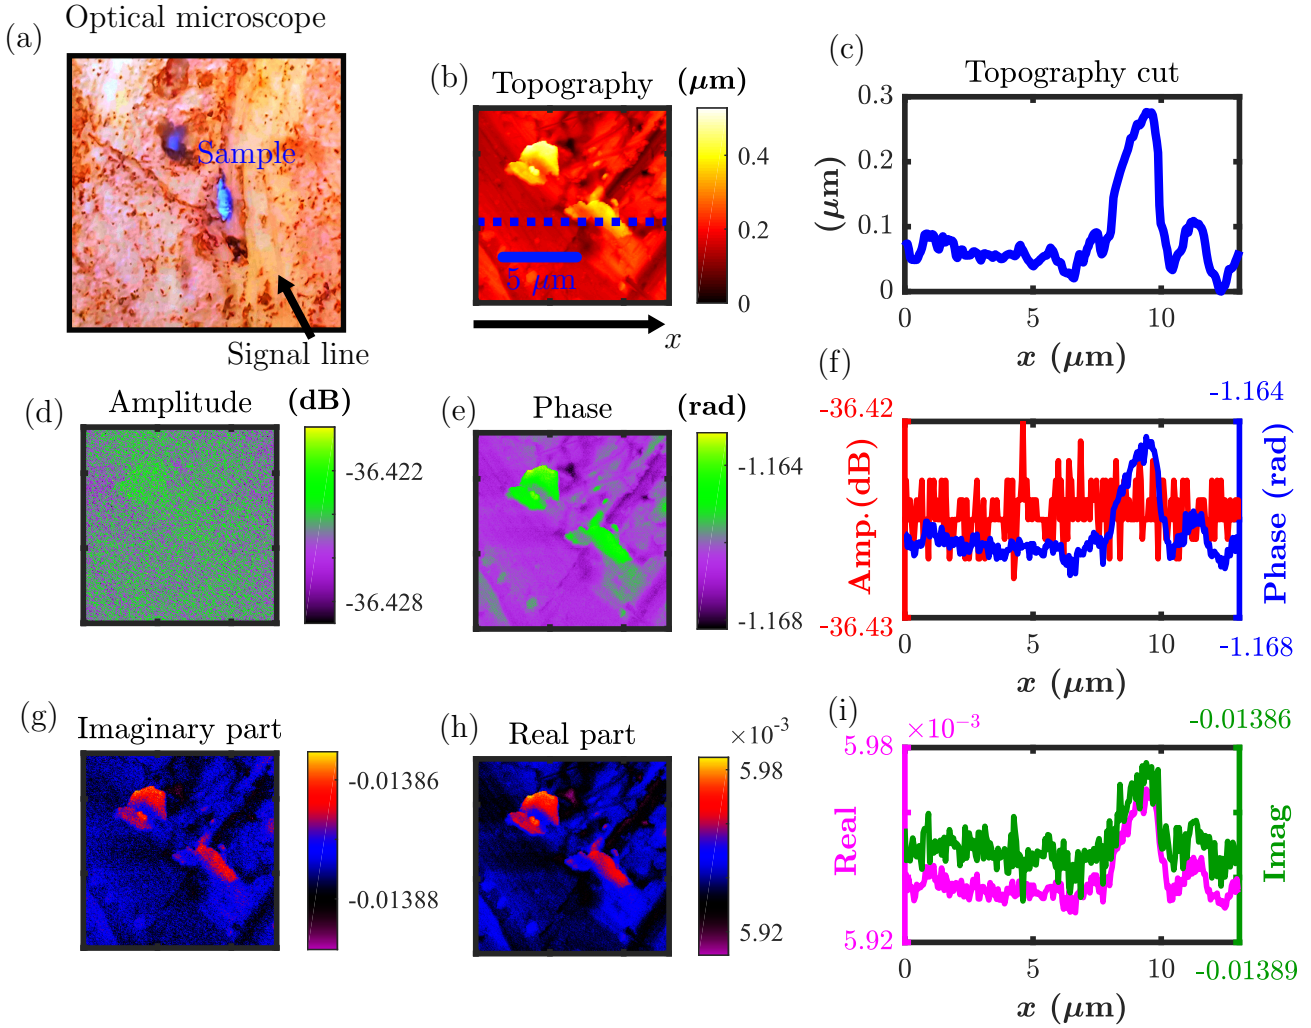 (a)
Optical microscope
Sample
Signal line
(b)
Topography
(μm)
0.4
0.2
0
5 μm
x
(c)
Topography cut
(μm)
0.3
0.2
0.1
0
0
5
10
x (μm)
(d)
Amplitude
(dB)
-36.422
-36.428
(e)
Phase
(rad)
-1.164
-1.168
(f)
-36.42
-1.164
Amp.(dB)
Phase (rad)
-36.43
-1.168
0
5
10
x (μm)
(g)
Imaginary part
-0.01386
-0.01388
(h)
Real part
×10⁻³
5.98
5.92
(i)
×10⁻³
-0.01386
5.98
Real
Imag
5.92
-0.01389
0
5
10
x (μm)